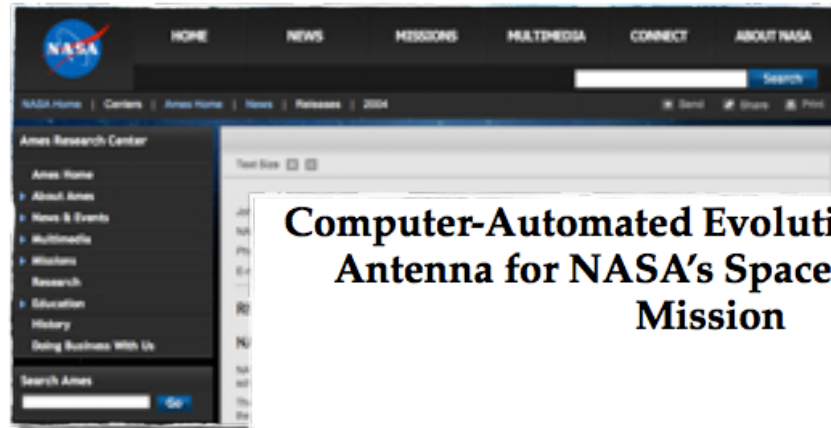 NASA
HOME NEWS MISSIONS MULTIMEDIA CONNECT ABOUT NASA
Search
NASA Home | Centers | Ames Home | News | Releases | 2004 Send Share Print
Ames Research Center
Text Size
Ames Home
About Ames
News & Events
Multimedia
Missions
Research
Education
History
Doing Business With Us
Search Ames
Go
Computer-Automated Evoluti
Antenna for NASA's Space
Mission